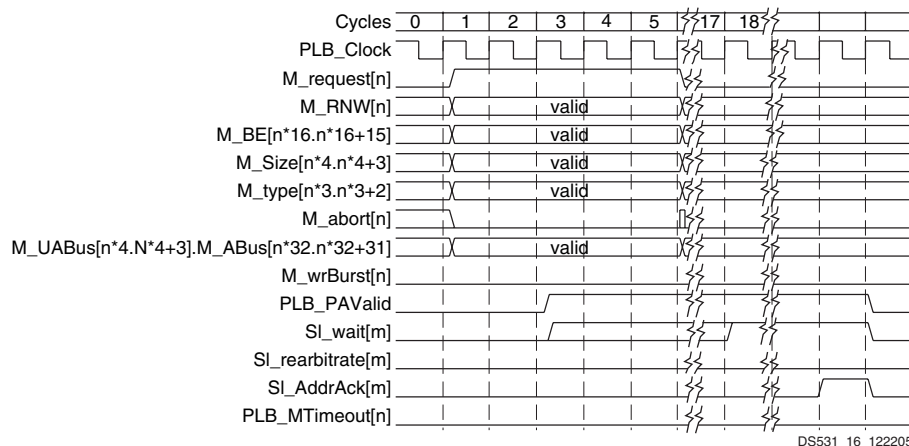 Cycles 0 1 2 3 4 5 17 18
PLB_Clock
M_request[n]
M_RNW[n] valid
M_BE[n*16.n*16+15]
M_Size[n*4.n*4+3] valid
M_type[n*3.n*3+2] valid
M_abort[n]
M_UABus[n*4.N*4+3].M_ABus[n*32.n*32+31] valid
M_wrBurst[n]
PLB_PAValid
Sl_wait[m]
Sl_rearbitrate[m]
Sl_AddrAck[m]
PLB_MTimeout[n]
DS531_16_122205